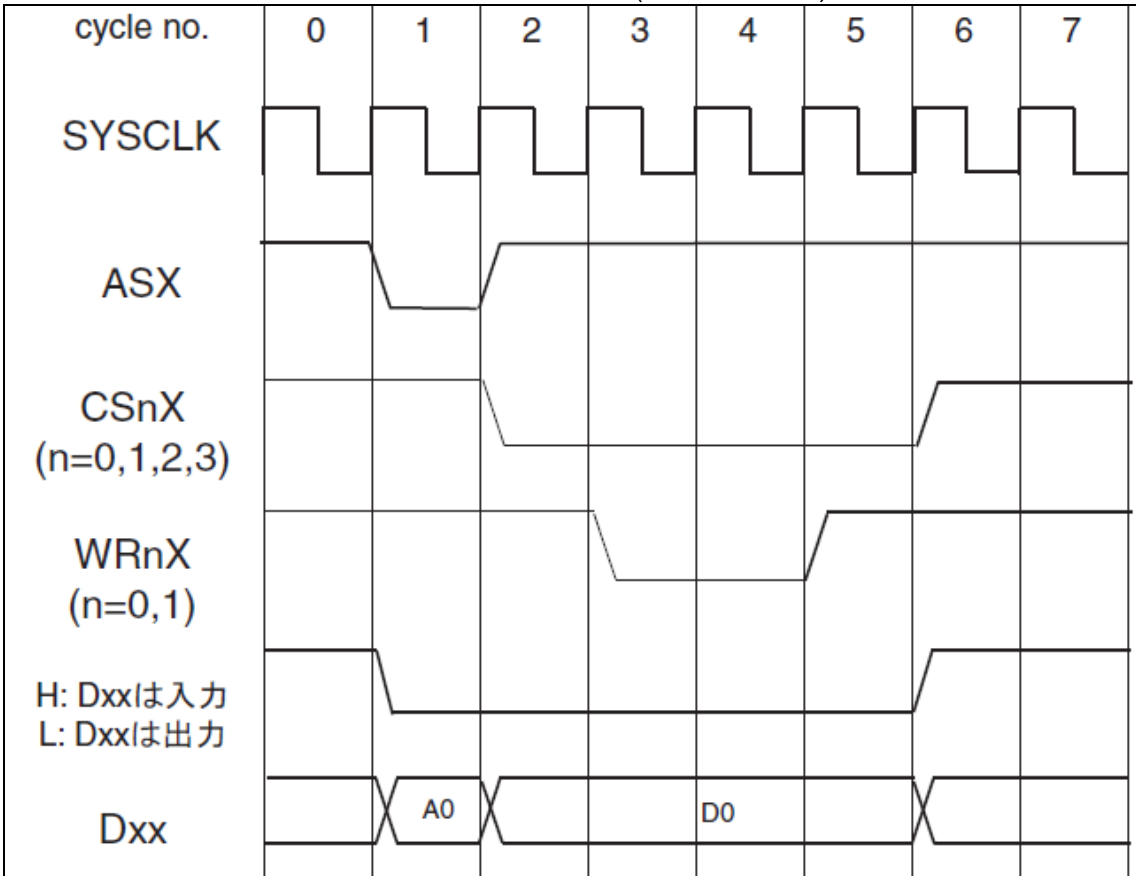 cycle no. 0 1 2 3 4 5 6 7
SYSCLK
ASX
CSnX
(n=0,1,2,3)
WRnX
(n=0,1)
H: Dxxは入力
L: Dxxは出力
Dxx A0 D0